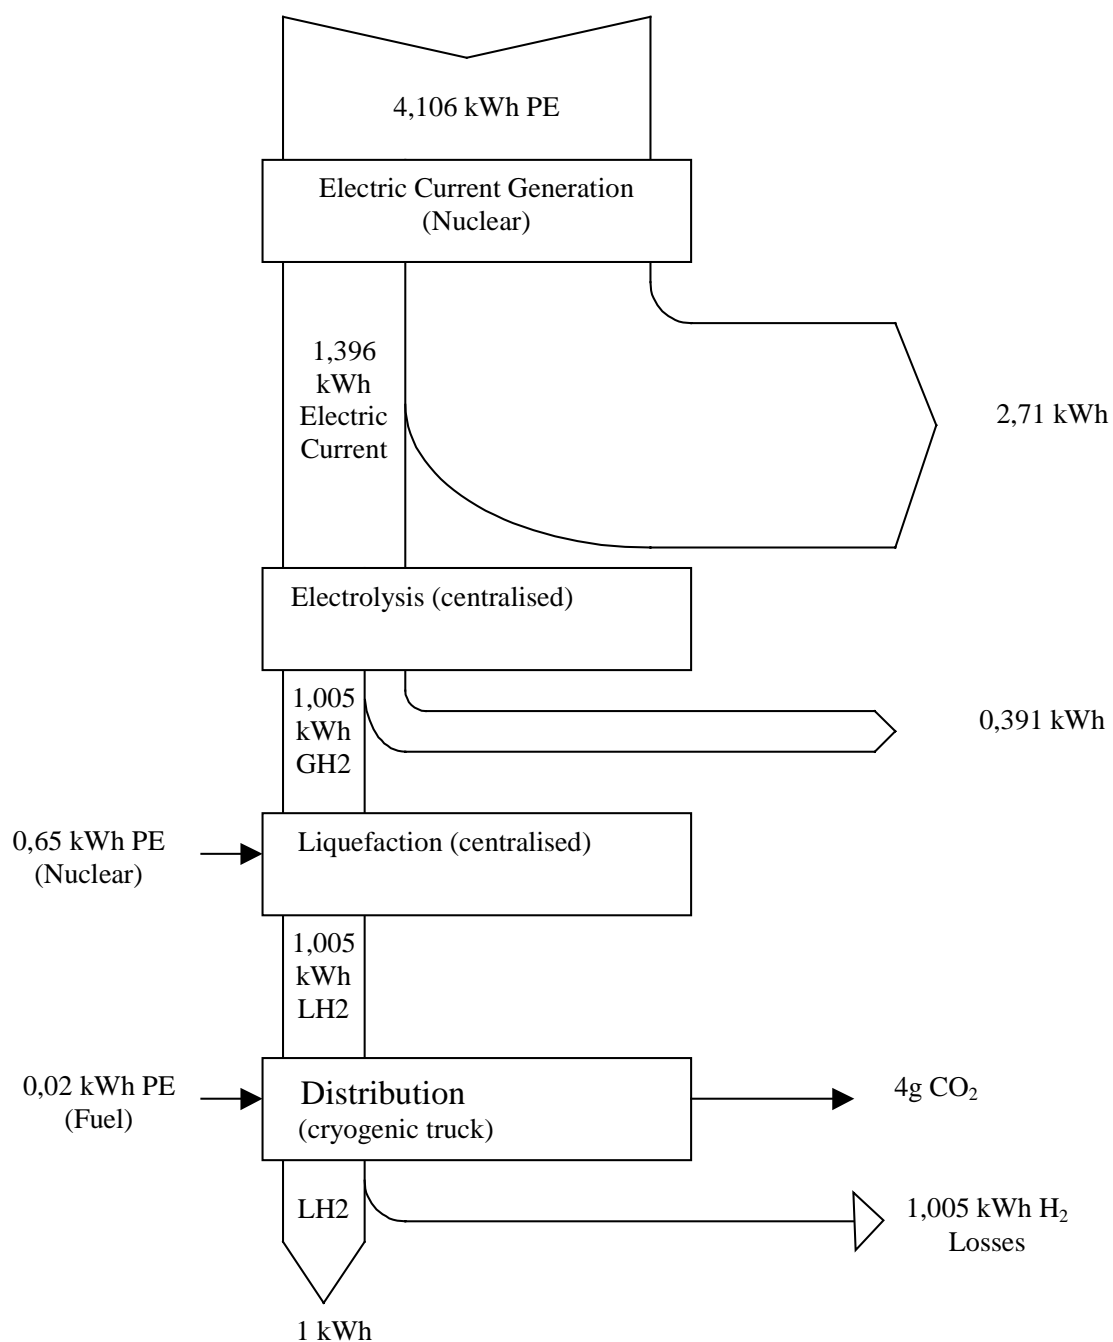 4,106 kWh PE
Electric Current Generation
(Nuclear)
1,396
kWh
Electric
Current
2,71 kWh
Electrolysis (centralised)
1,005
kWh
GH2
0,391 kWh
0,65 kWh PE
(Nuclear)
Liquefaction (centralised)
1,005
kWh
LH2
0,02 kWh PE
(Fuel)
Distribution
(cryogenic truck)
4g CO₂
LH2
1,005 kWh H₂
Losses
1 kWh